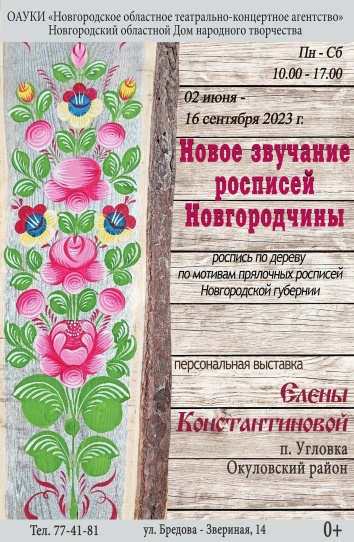 ОАУКИ «Новгородское областное театрально-концертное агентство»
Новгородский областной Дом народного творчества
Пн - Сб
10.00 - 17.00
02 июня -
16 сентября 2023 г.
Новое звучание
росписей
Новгородчины
роспись по дереву
по мотивам прялочных росписей
Новгородской губернии
персональная выставка
Елены
Константиновой
п. Угловка
Окуловский район
Тел. 77-41-81
ул. Бредова - Звериная, 14
0+